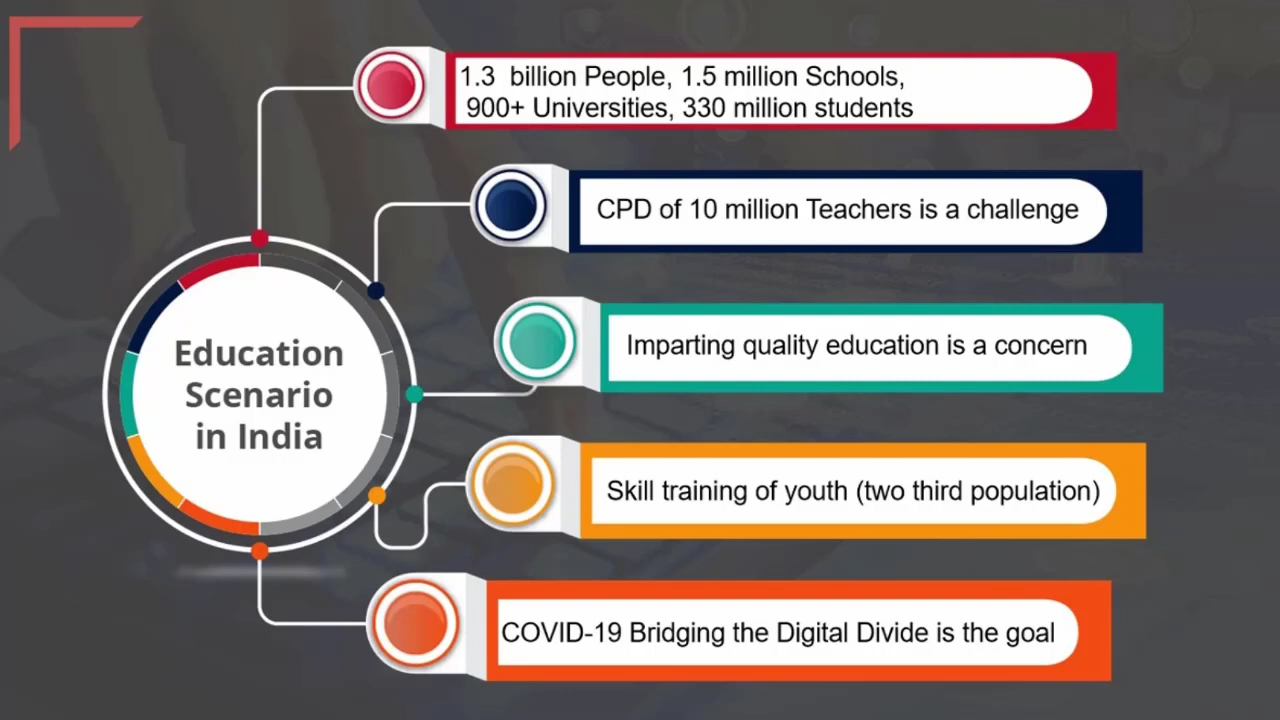 Education
Scenario
in India
1.3 billion People, 1.5 million Schools,
900+ Universities, 330 million students
CPD of 10 million Teachers is a challenge
Imparting quality education is a concern
Skill training of youth (two third population)
COVID-19 Bridging the Digital Divide is the goal